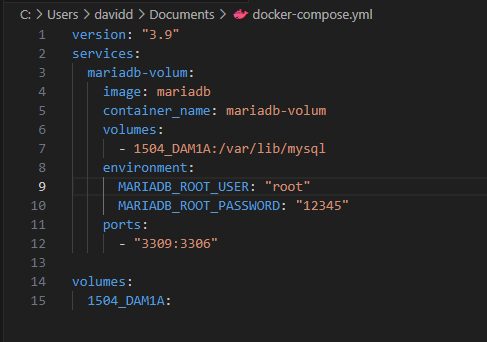 C: > Users > davidd > Documents > docker-compose.yml
1 version: "3.9"
2 services:
3   mariadb-volum:
4     image: mariadb
5     container_name: mariadb-volum
6     volumes:
7       - 1504_DAM1A:/var/lib/mysql
8     environment:
9       MARIADB_ROOT_USER: "root"
10       MARIADB_ROOT_PASSWORD: "12345"
11     ports:
12       - "3309:3306"
13
14 volumes:
15   1504_DAM1A: